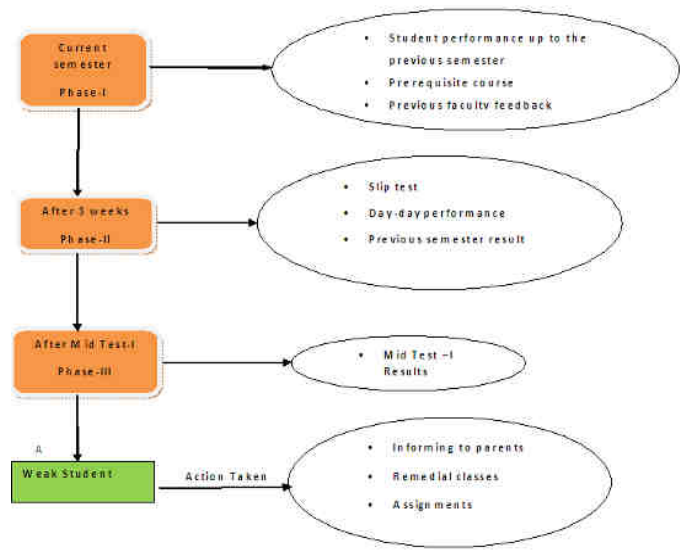 Current
semester
Phase-I
• Student performance up to the
previous semester
• Prerequisite course
• Previous faculty feedback
After 3 weeks
Phase-II
• Slip test
• Day-day performance
• Previous semester result
After Mid Test-I
Phase-III
• Mid Test –I
Results
A
Weak Student
Action Taken
• Informing to parents
• Remedial classes
• Assignments